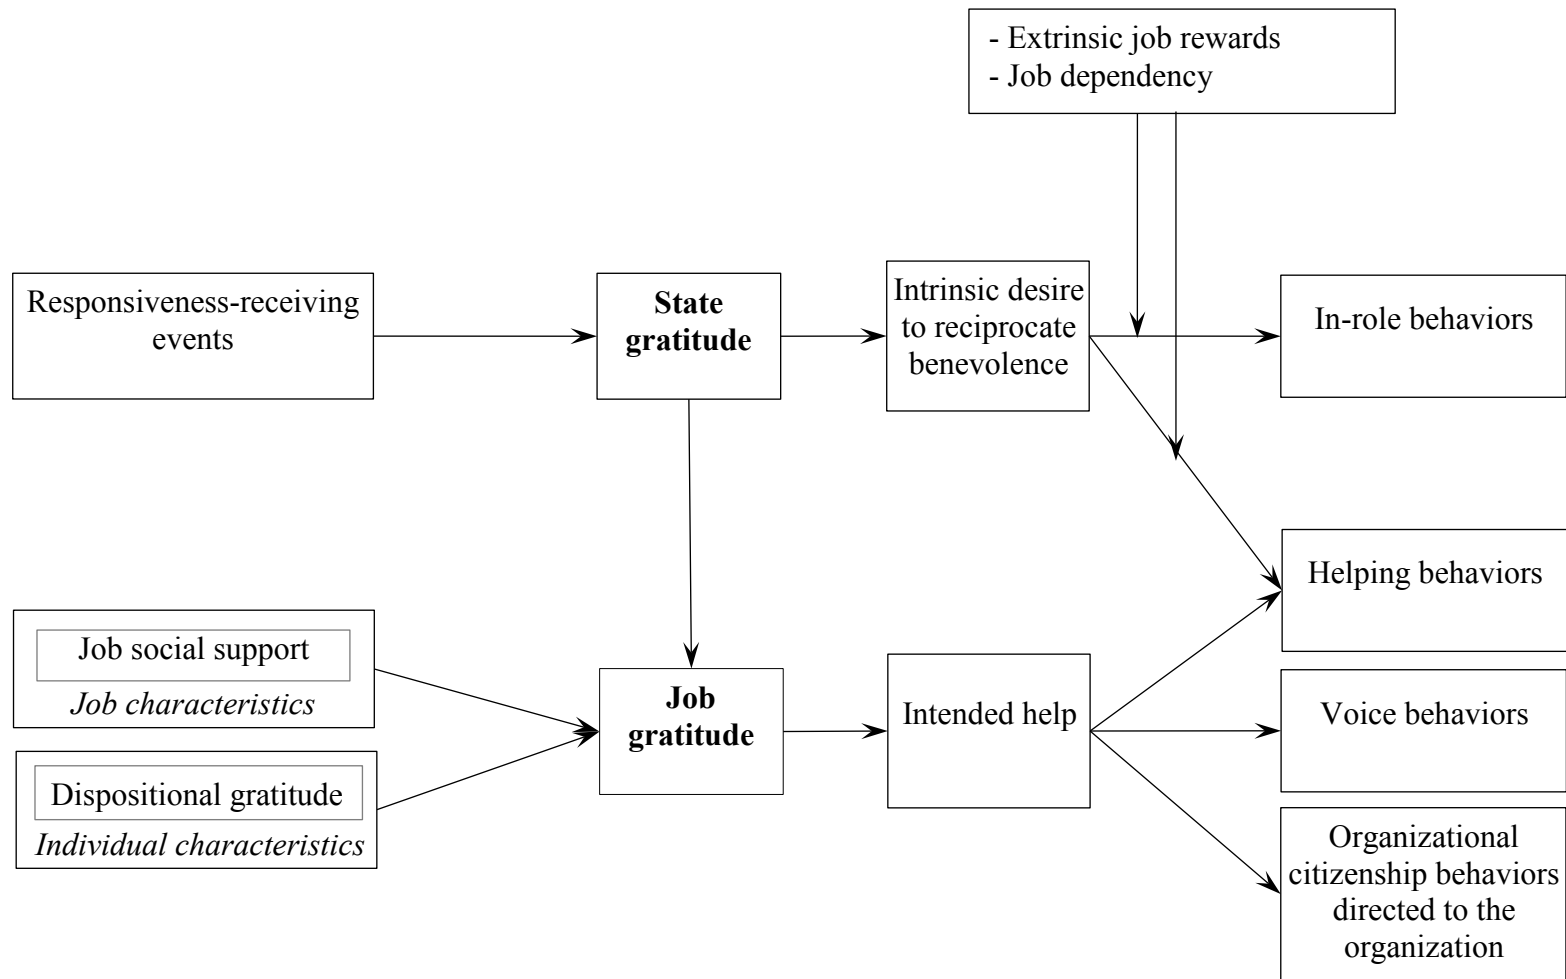 - Extrinsic job rewards
- Job dependency
Responsiveness-receiving
events
State
gratitude
Intrinsic desire
to reciprocate
benevolence
In-role behaviors
Helping behaviors
Job social support
Job characteristics
Job
gratitude
Intended help
Voice behaviors
Dispositional gratitude
Individual characteristics
Organizational
citizenship behaviors
directed to the
organization